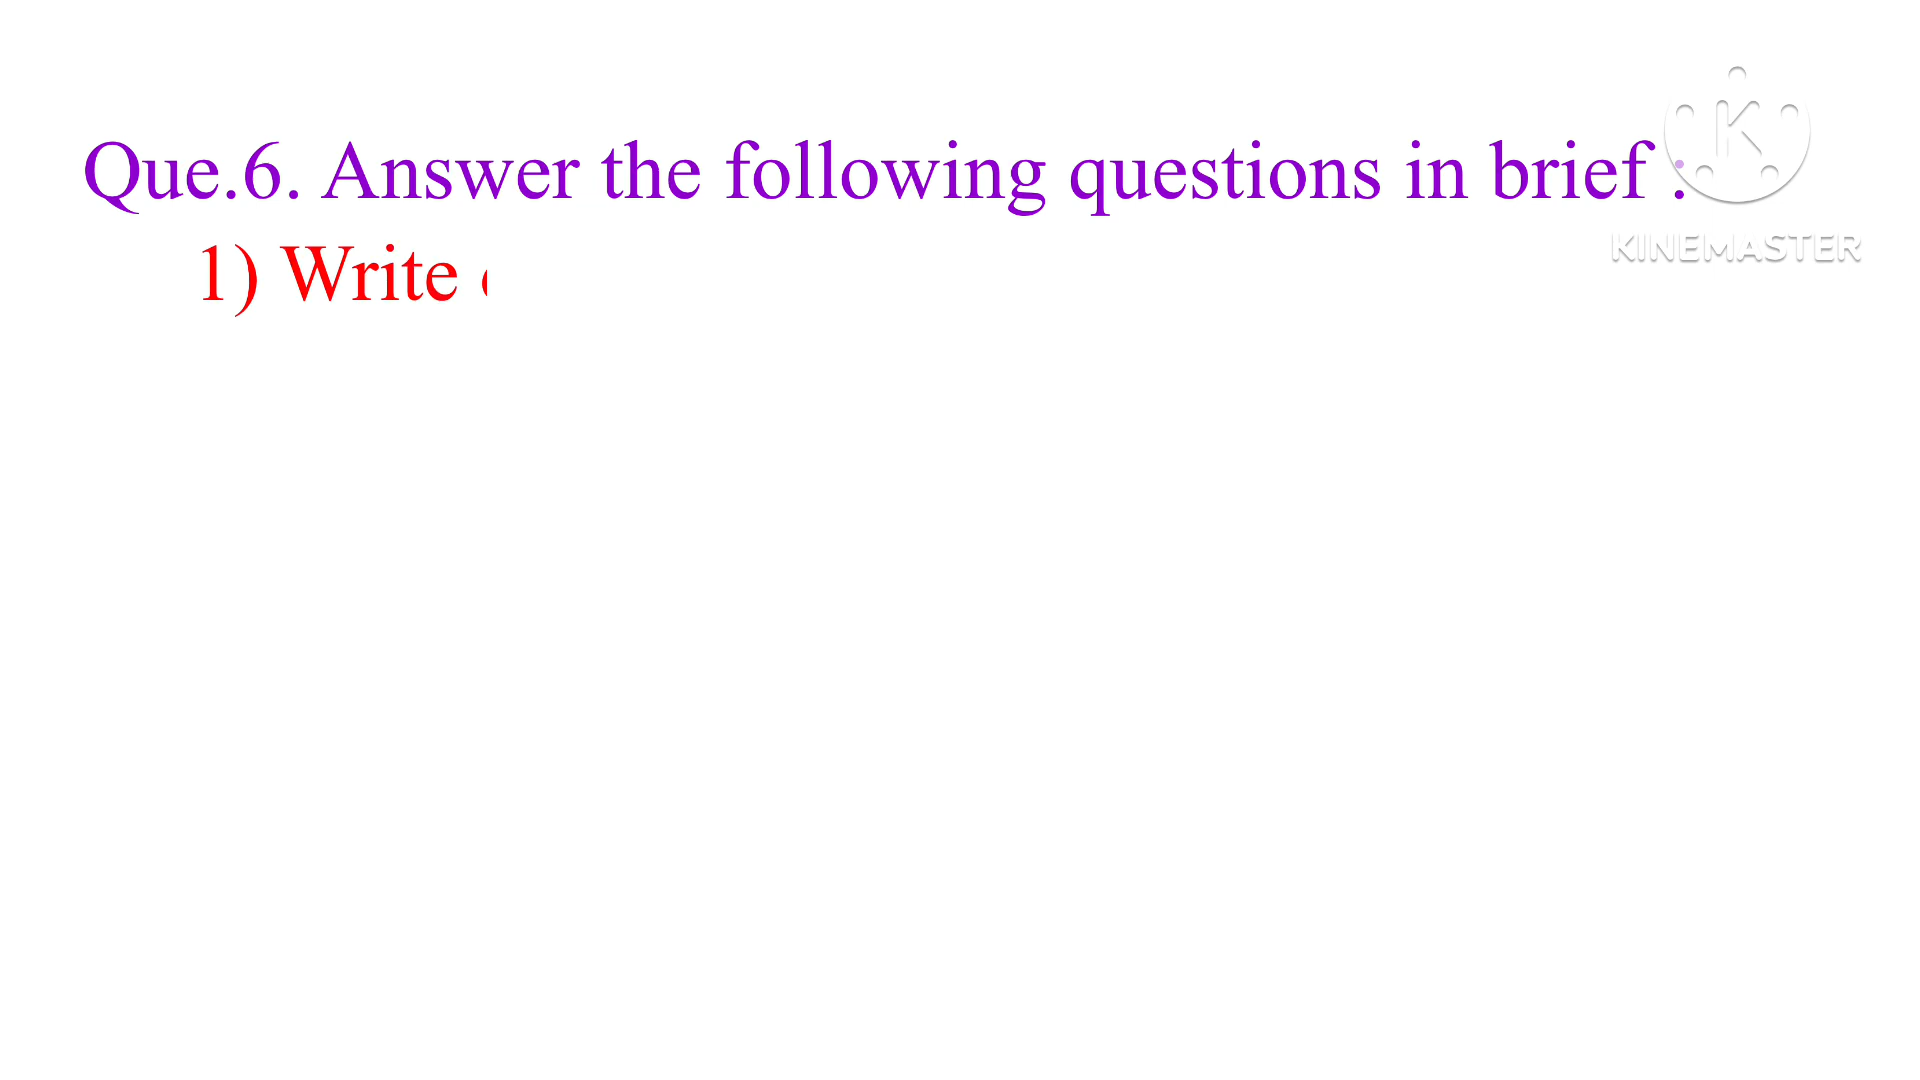 Que.6. Answer the following questions in brief :
1) Write
KINEMASTER